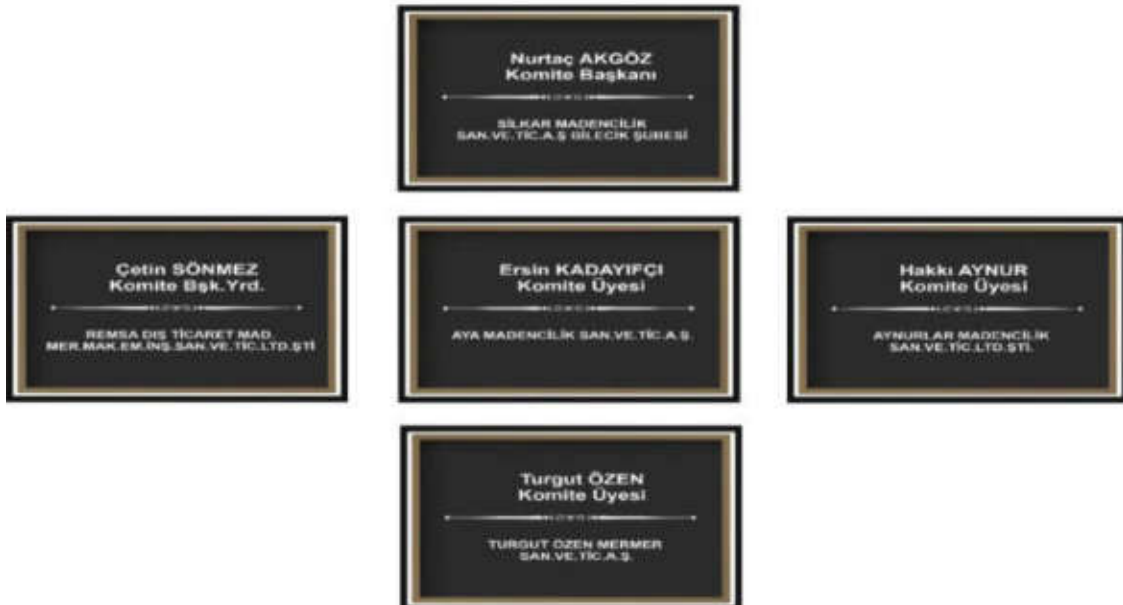 Nurtaç AKGÖZ
Komite Başkanı
SİLKAR MADENCİLİK
SAN.VE.TİC.A.Ş BİLECİK ŞUBESİ
Çetin SÖNMEZ
Komite Bşk.Yrd.
REMSA DIŞ TİCARET MAD
MER.MAK.EM.İNŞ.SAN.VE.TİC.LTD.ŞTİ
Ersin KADAYIFÇI
Komite Üyesi
AYA MADENCİLİK SAN.VE.TİC.A.Ş.
Hakkı AYNUR
Komite Üyesi
AYNURLAR MADENCİLİK
SAN.VE.TİC.LTD.ŞTİ.
Turgut ÖZEN
Komite Üyesi
TURGUT ÖZEN MERMER
SAN.VE.TİC.A.Ş.